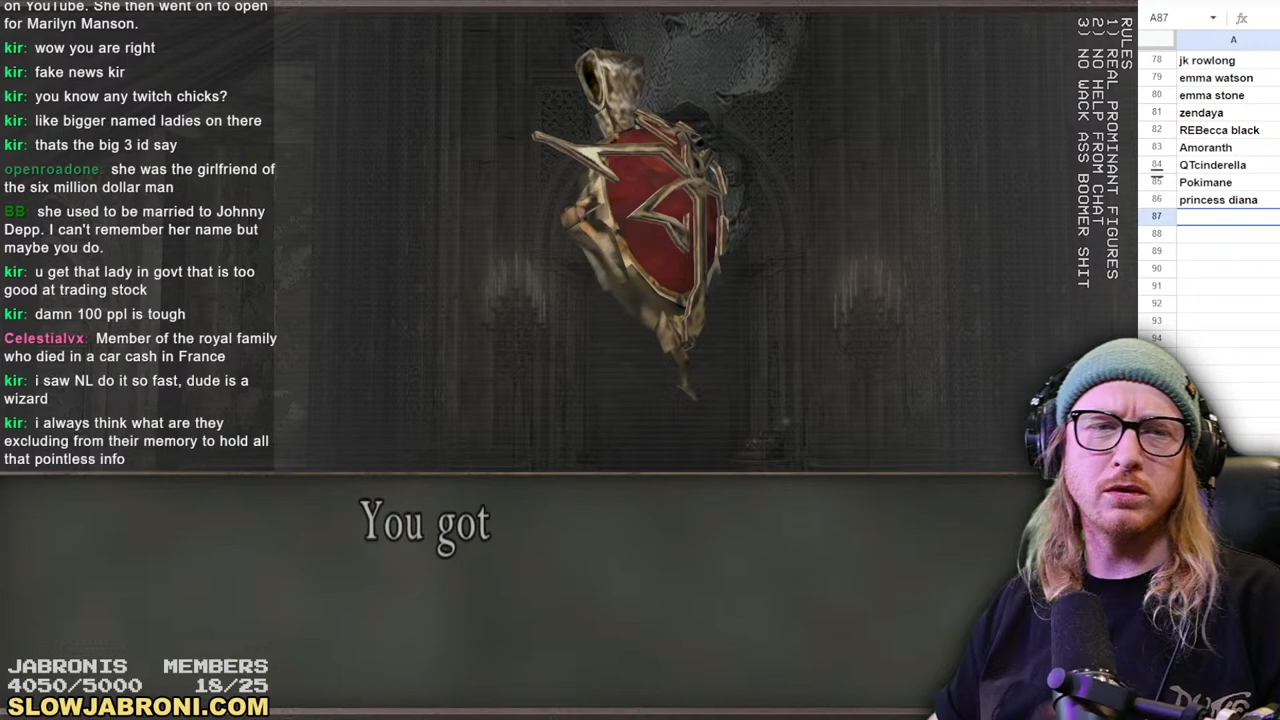 on YouTube. She then went on to open
for Marilyn Manson.
kir: wow you are right
kir: fake news kir
kir: you know any twitch chicks?
kir: like bigger named ladies on there
kir: thats the big 3 id say
openroadone: she was the girlfriend of
the six million dollar man
BB: she used to be married to Johnny
Depp. I can't remember her name but
maybe you do.
kir: u get that lady in govt that is too
good at trading stock
kir: damn 100 ppl is tough
Celestialvx: Member of the royal family
who died in a car cash in France
kir: i saw NL do it so fast, dude is a
wizard
kir: i always think what are they
excluding from their memory to hold all
that pointless info
You got
JABRONIS MEMBERS
4050/5000 18/25
SLOWJABRONI.COM
RULES
1) REAL PROMINANT FIGURES
2) NO HELP FROM CHAT
3) NO WACK ASS BOOMER SHIT
A87 fx
A
78 jk rowlong
79 emma watson
80 emma stone
81 zendaya
82 REBecca black
83 Amoranth
84 QTcinderella
85 Pokimane
86 princess diana
87
88
89
90
91
92
93
94